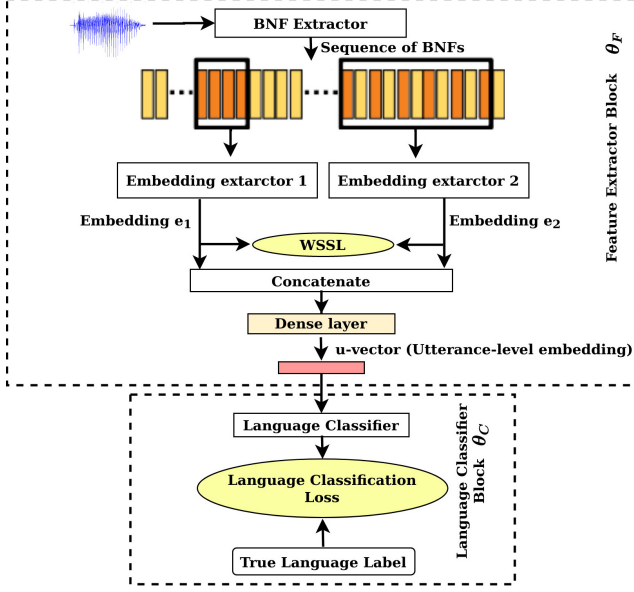 BNF Extractor
Sequence of BNFs
Embedding extarctor 1
Embedding exarctor 2
Embedding e1
Embedding e2
WSSL
Concatenate
Dense layer
u-vector (Utterance-level embedding)
Feature Extractor Block θF
Language Classifier
Language Classification
Loss
True Language Label
Language Classifier
Block θC